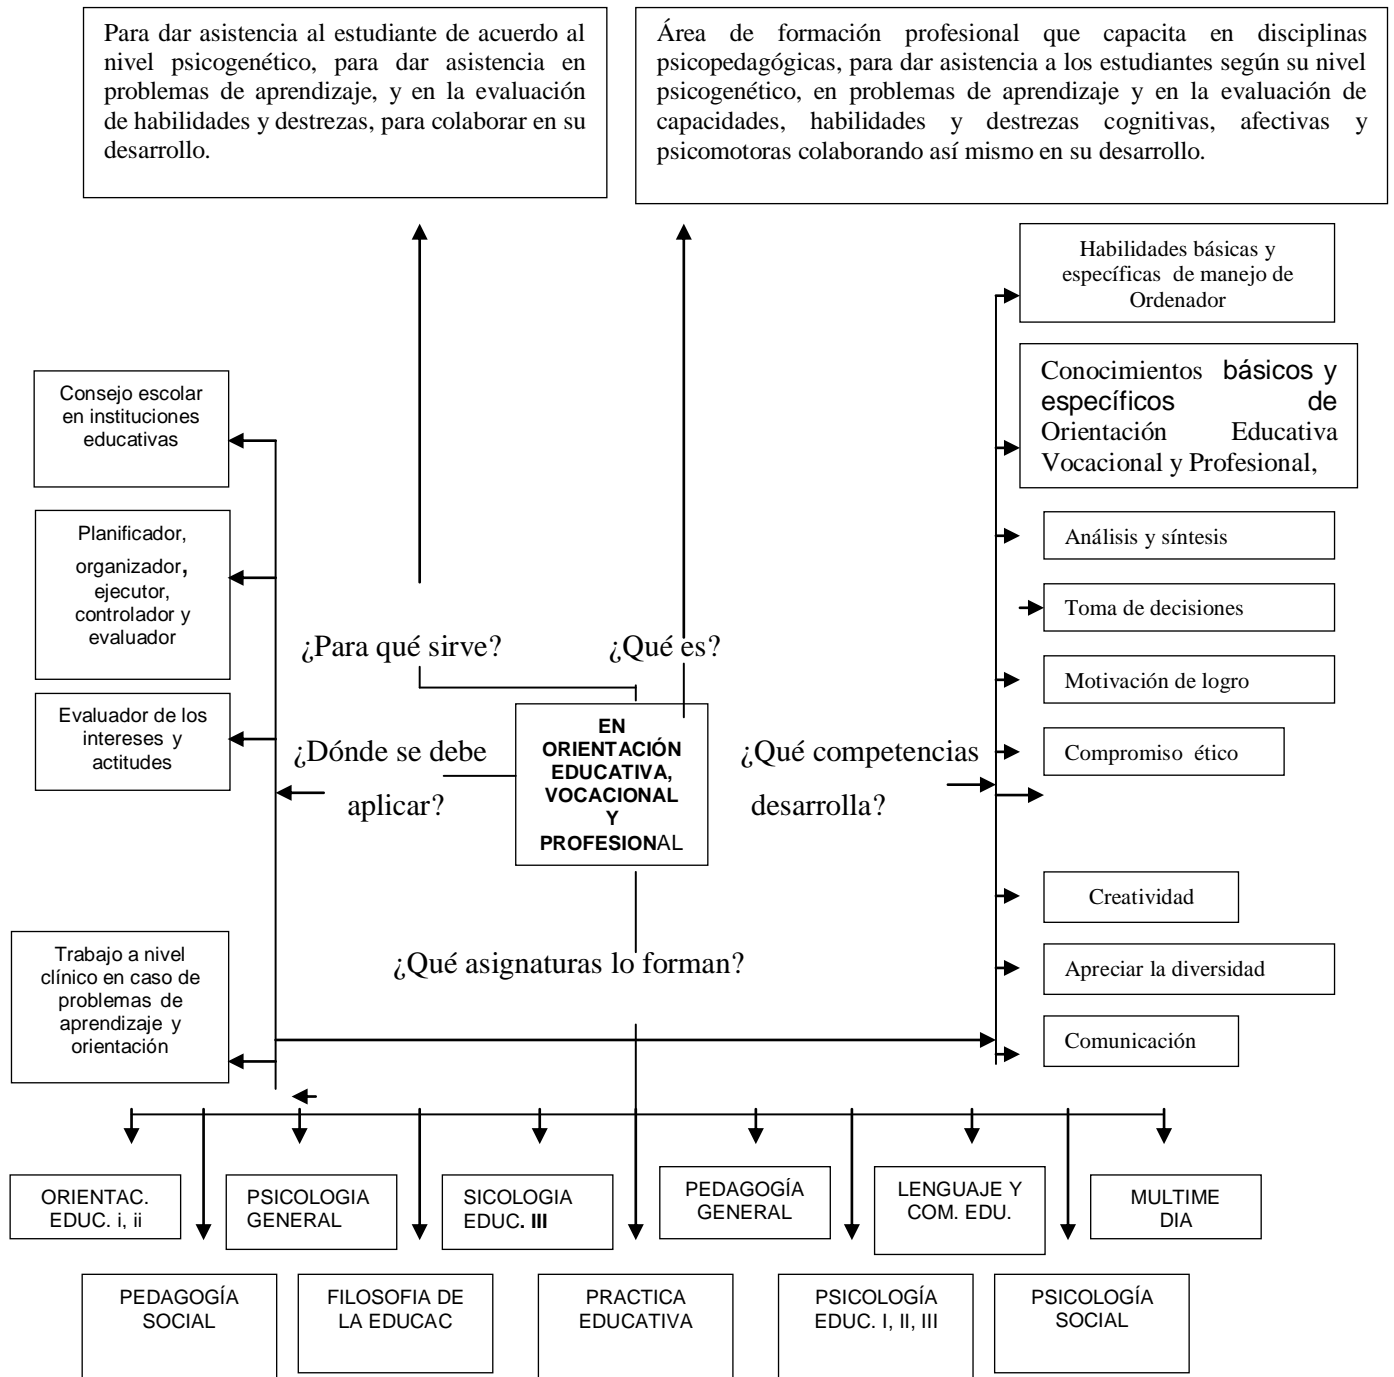 Para dar asistencia al estudiante de acuerdo al
nivel psicogenético, para dar asistencia en
problemas de aprendizaje, y en la evaluación
de habilidades y destrezas, para colaborar en su
desarrollo.
Área de formación profesional que capacita en disciplinas
psicopedagógicas, para dar asistencia a los estudiantes según su nivel
psicogenético, en problemas de aprendizaje y en la evaluación de
capacidades, habilidades y destrezas cognitivas, afectivas y
psicomotoras colaborando así mismo en su desarrollo.
Habilidades básicas y
específicas de manejo de
Ordenador
Conocimientos básicos y
específicos de
Orientación Educativa
Vocacional y Profesional,
Análisis y síntesis
Toma de decisiones
Motivación de logro
Compromiso ético
Creatividad
Apreciar la diversidad
Comunicación
Consejo escolar
en instituciones
educativas
Planificador,
organizador,
ejecutor,
controlador y
evaluador
Evaluador de los
intereses y
actitudes
Trabajo a nivel
clínico en caso de
problemas de
aprendizaje y
orientación
¿Para qué sirve?
¿Qué es?
¿Dónde se debe
aplicar?
EN
ORIENTACIÓN
EDUCATIVA,
VOCACIONAL
Y
PROFESIONAL
¿Qué competencias
desarrolla?
¿Qué asignaturas lo forman?
ORIENTAC.
EDUC. i, ii
PSICOLOGIA
GENERAL
SICOLOGIA
EDUC. III
PEDAGOGÍA
GENERAL
LENGUAJE Y
COM. EDU.
MULTIME
DIA
PEDAGOGÍA
SOCIAL
FILOSOFIA DE
LA EDUCAC
PRACTICA
EDUCATIVA
PSICOLOGÍA
EDUC. I, II, III
PSICOLOGÍA
SOCIAL